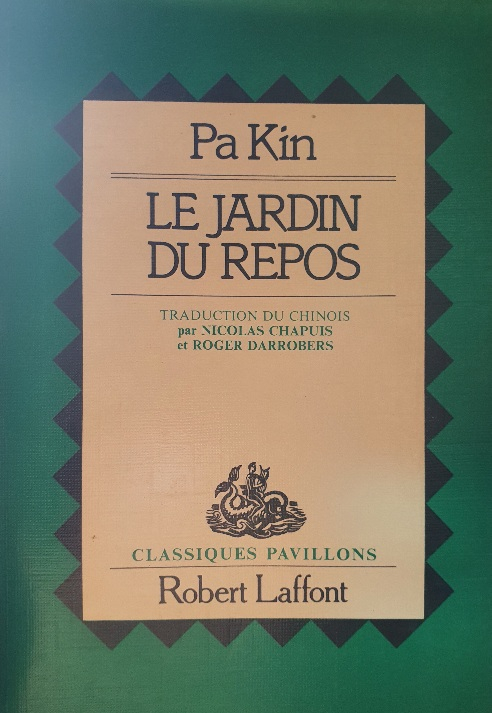 Pa Kin
LE JARDIN
DU REPOS
TRADUCTION DU CHINOIS
par NICOLAS CHAPUIS
et ROGER DARROBERS
CLASSIQUES PAVILLONS
Robert Laffont